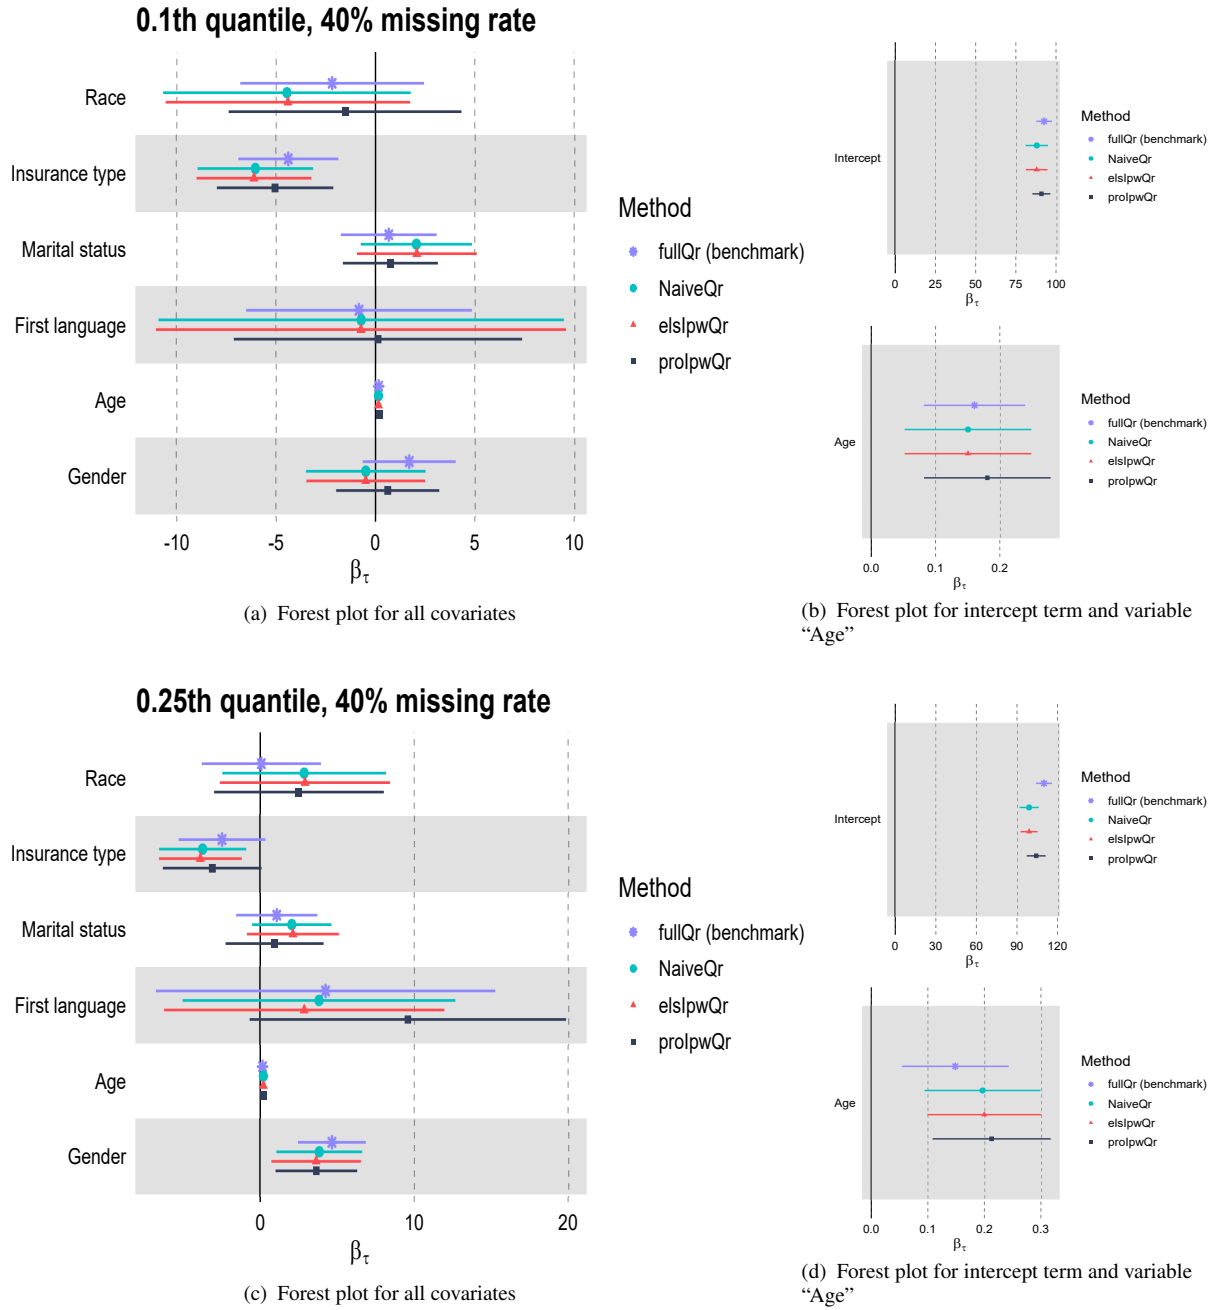 0.1th quantile, 40% missing rate
Race
Insurance type
Marital status
First language
Age
Gender
-10 -5 0 5 10
βτ
Method
fullQr (benchmark)
NaiveQr
elsIpwQr
proIpwQr
(a) Forest plot for all covariates
Intercept
0 25 50 75 100
βτ
Method
fullQr (benchmark)
NaiveQr
elsIpwQr
proIpwQr
Age
0.0 0.1 0.2
βτ
Method
fullQr (benchmark)
NaiveQr
elsIpwQr
proIpwQr
(b) Forest plot for intercept term and variable
“Age”
0.25th quantile, 40% missing rate
Race
Insurance type
Marital status
First language
Age
Gender
0 10 20
βτ
Method
fullQr (benchmark)
NaiveQr
elsIpwQr
proIpwQr
(c) Forest plot for all covariates
Intercept
0 30 60 90 120
βτ
Method
fullQr (benchmark)
NaiveQr
elsIpwQr
proIpwQr
Age
0.0 0.1 0.2 0.3
βτ
Method
fullQr (benchmark)
NaiveQr
elsIpwQr
proIpwQr
(d) Forest plot for intercept term and variable
“Age”